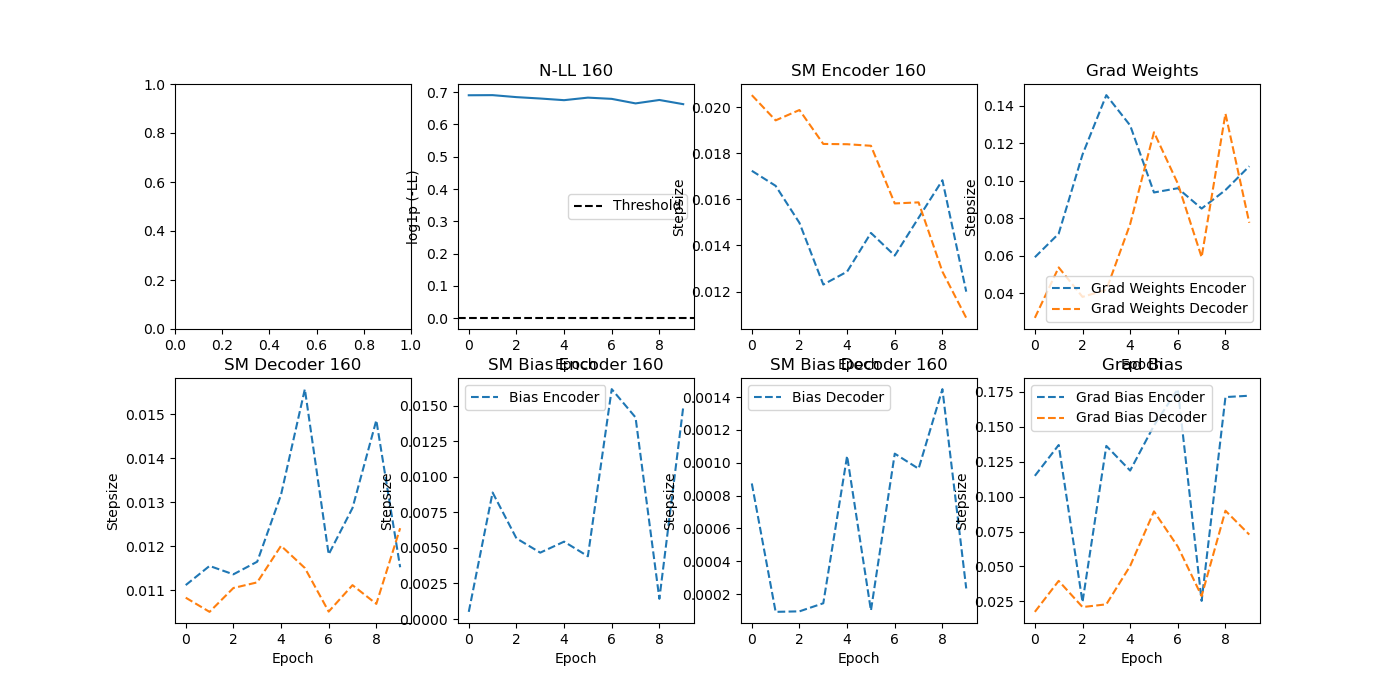 N-LL 160
SM Encoder 160
Grad Weights
1.0
0.8
0.6
0.4
0.2
0.0
0.0 0.2 0.4 0.6 0.8 1.0
log1p (-LL)
0.7
0.6
0.5
0.4
0.3
0.2
0.1
0.0
Threshold
0 2 4 6 8
Epoch
Stepsize
0.020
0.018
0.016
0.014
0.012
0 2 4 6 8
Epoch
Stepsize
0.14
0.12
0.10
0.08
0.06
0.04
Grad Weights Encoder
Grad Weights Decoder
0 2 4 6 8
Epoch
SM Decoder 160
SM Bias Encoder 160
SM Bias Decoder 160
Grad Bias
Stepsize
0.015
0.014
0.013
0.012
0.011
0 2 4 6 8
Epoch
Stepsize
0.0150
0.0125
0.0100
0.0075
0.0050
0.0025
0.0000
Bias Encoder
0 2 4 6 8
Epoch
Stepsize
0.0014
0.0012
0.0010
0.0008
0.0006
0.0004
0.0002
Bias Decoder
0 2 4 6 8
Epoch
Stepsize
0.175
0.150
0.125
0.100
0.075
0.050
0.025
Grad Bias Encoder
Grad Bias Decoder
0 2 4 6 8
Epoch